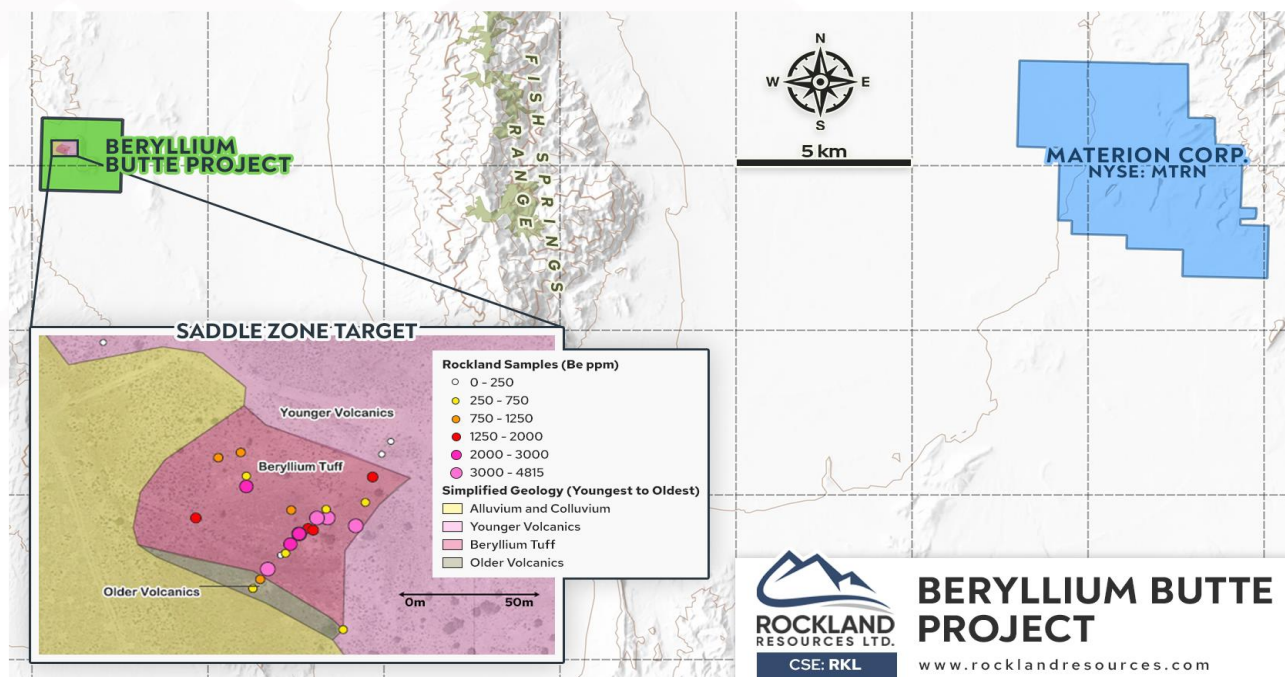 N
W E
S
5 km
FISH SPRINGS
RANGE
BERYLLIUM
BUTTE PROJECT
MATERION CORP.
NYSE: MTRN
SADDLE ZONE TARGET
Younger Volcanics
Beryllium Tuff
Older Volcanics
0m 50m
Rockland Samples (Be ppm)
0 - 250
250 - 750
750 - 1250
1250 - 2000
2000 - 3000
3000 - 4815
Simplified Geology (Youngest to Oldest)
Alluvium and Colluvium
Younger Volcanics
Beryllium Tuff
Older Volcanics
ROCKLAND
RESOURCES LTD.
CSE: RKL
BERYLLIUM BUTTE
PROJECT
www.rocklandresources.com